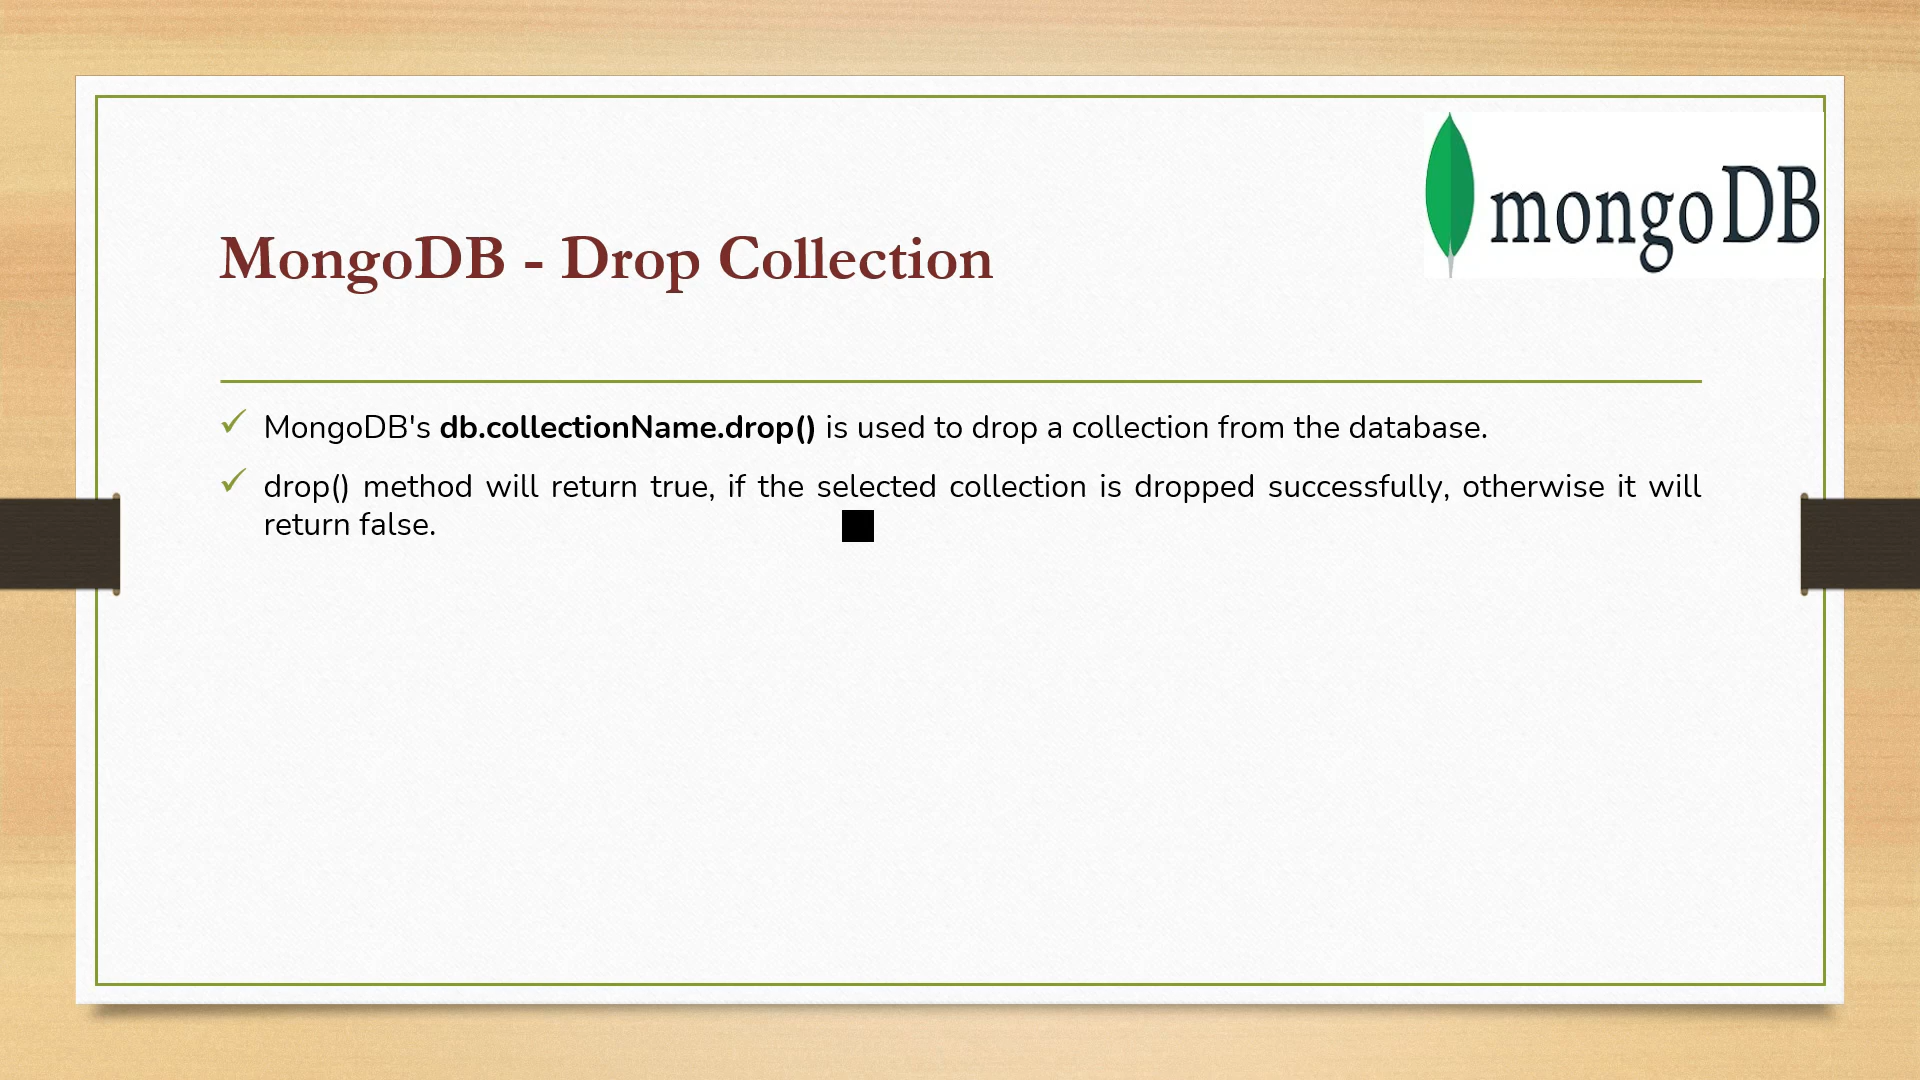 mongoDB
MongoDB - Drop Collection
MongoDB's db.collectionName.drop() is used to drop a collection from the database.
drop() method will return true, if the selected collection is dropped successfully, otherwise it will
return false.